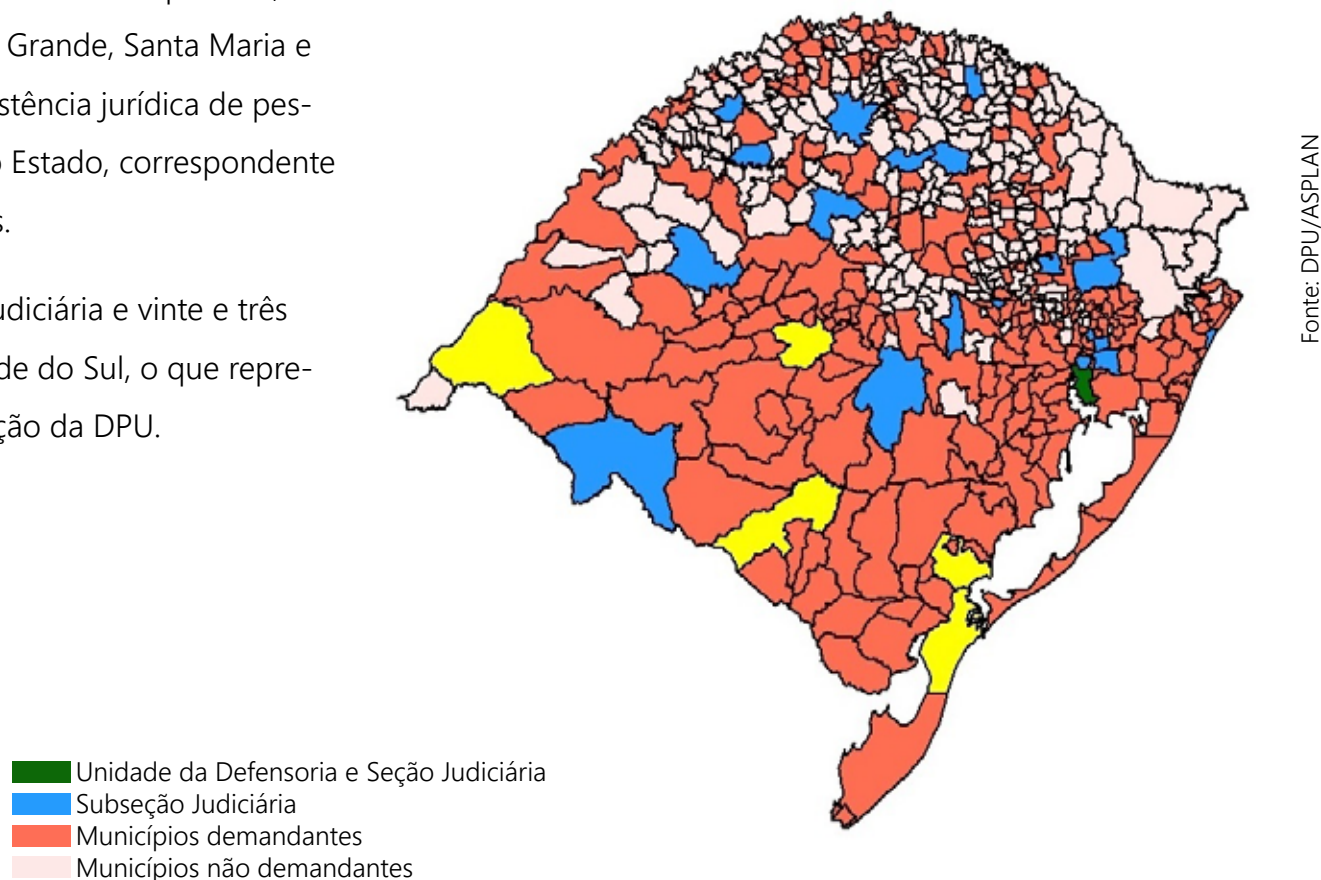 Grande, Santa Maria e
stência jurídica de pes-
o Estado, correspondente
s.
udiciária e vinte e três
de do Sul, o que repre-
ção da DPU.
Fonte: DPU/ASPLAN
Unidade da Defensoria e Seção Judiciária
Subseção Judiciária
Municípios demandantes
Municípios não demandantes